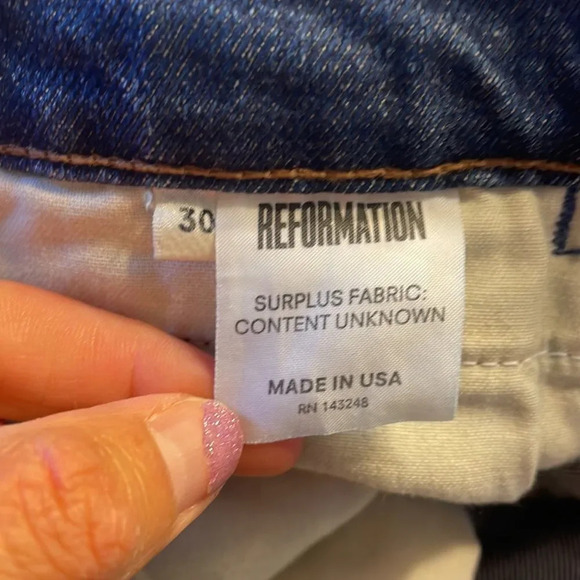 30
REFORMATION
SURPLUS FABRIC:
CONTENT UNKNOWN
MADE IN USA
RN 143248